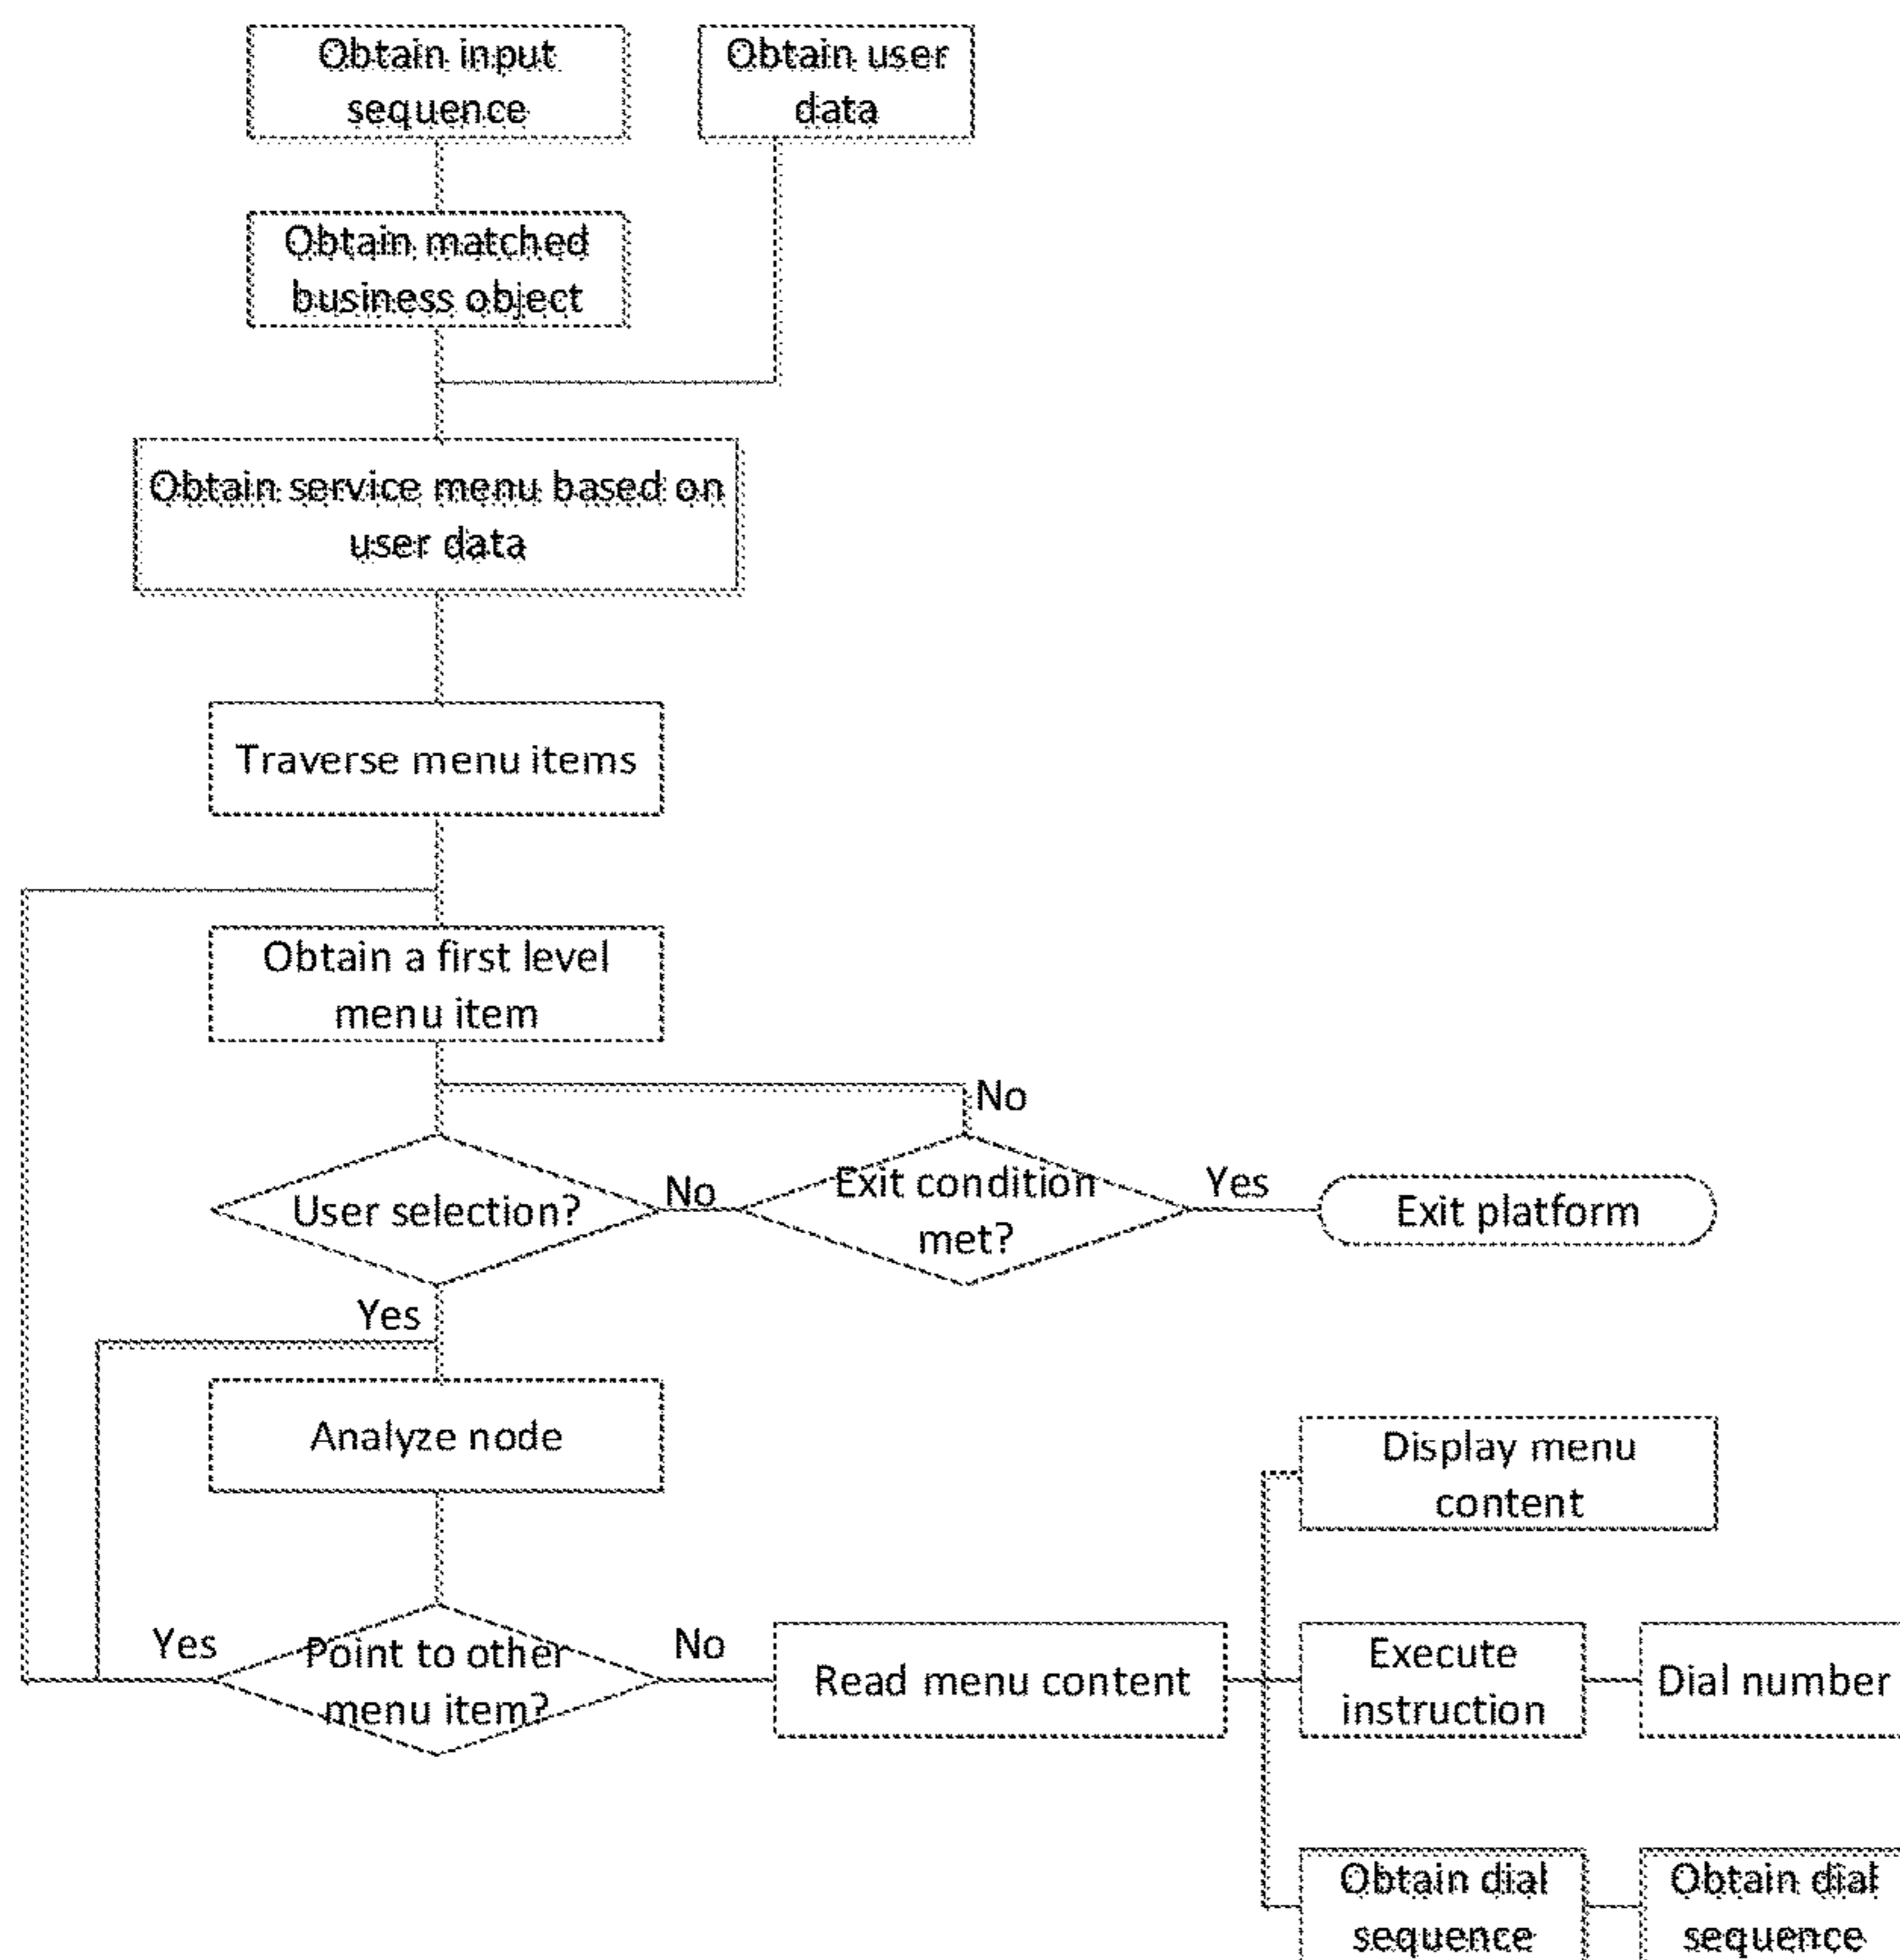 Obtain input
sequence
Obtain user
data
Obtain matched
business object
Obtain service menu based on
user data
Traverse menu items
Obtain a first level
menu item
No
User selection?
No
Exit condition
met?
Yes
Exit platform
Yes
Analyze node
Display menu
content
Yes
Point to other
menu item?
No
Read menu content
Execute
instruction
Dial number
Obtain dial
sequence
Obtain dial
sequence